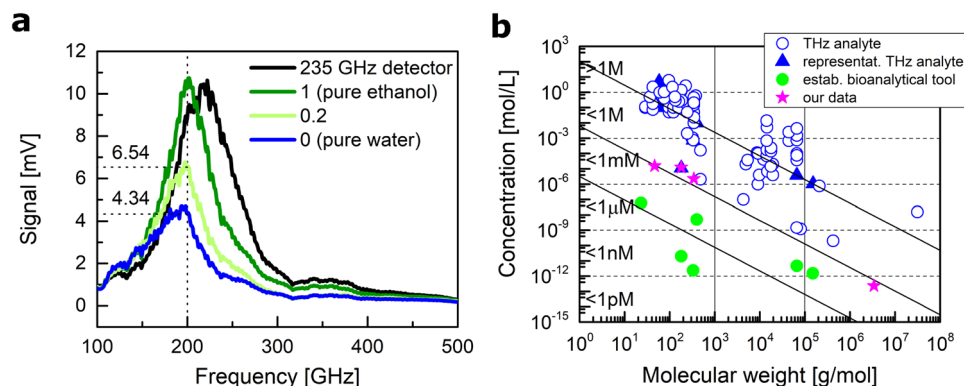 a
12
10
8
6
4
2
0
6.54
4.34
Signal [mV]
235 GHz detector
1 (pure ethanol)
0.2
0 (pure water)
100
200
300
400
500
Frequency [GHz]
b
10^3
10^0
10^-3
10^-6
10^-9
10^-12
10^-15
Concentration [mol/L]
>1M
<1M
<1mM
<1μM
<1nM
<1pM
THz analyte
representat. THz analyte
estab. bioanalytical tool
our data
10^0
10^1
10^2
10^3
10^4
10^5
10^6
10^7
10^8
Molecular weight [g/mol]